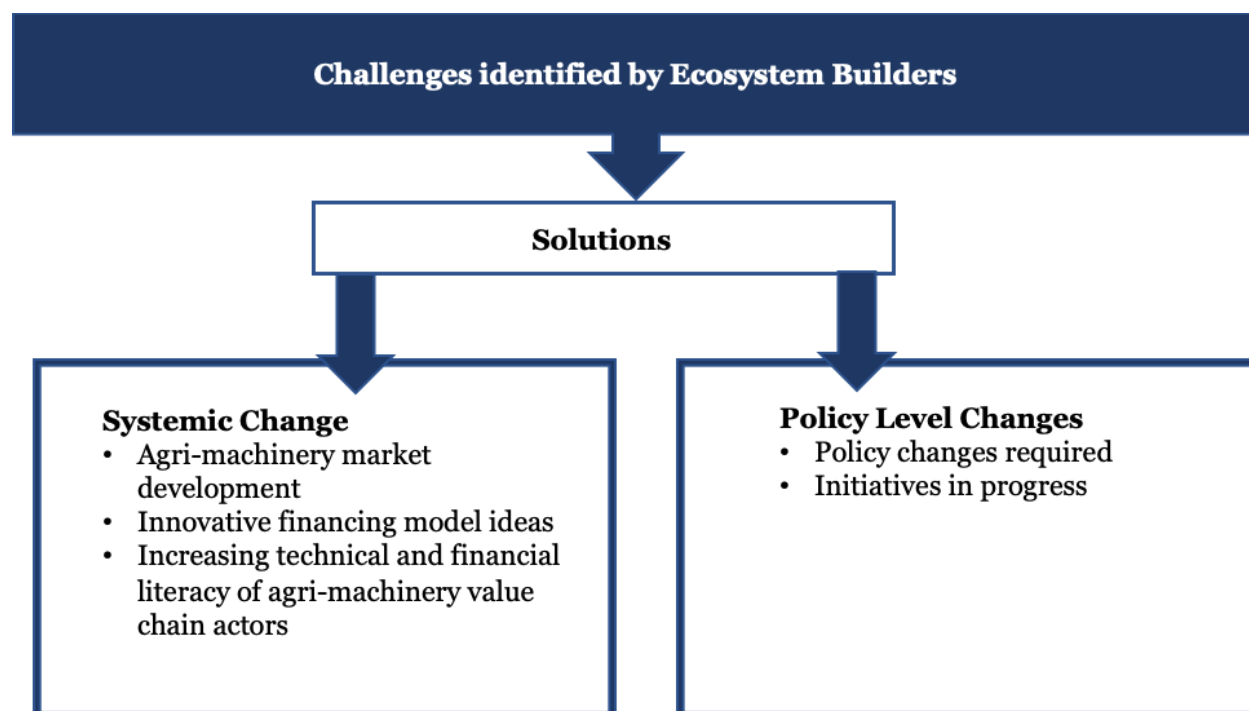 Challenges identified by Ecosystem Builders
Solutions
Systemic Change
• Agri-machinery market
development
• Innovative financing model ideas
• Increasing technical and financial
literacy of agri-machinery value
chain actors
Policy Level Changes
• Policy changes required
• Initiatives in progress